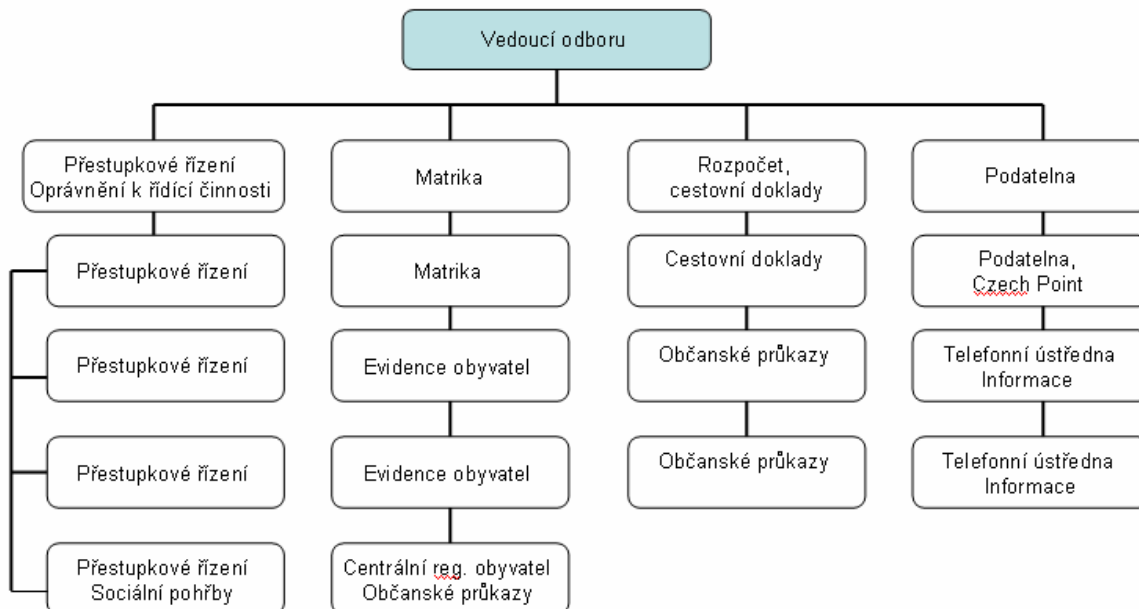 Vedoucí odboru
Přestupkové řízení
Oprávnění k řídící činnosti
Matrika
Rozpočet,
cestovní doklady
Podatelna
Přestupkové řízení
Matrika
Cestovní doklady
Podatelna,
Czech Point
Přestupkové řízení
Evidence obyvatel
Občanské průkazy
Telefonní ústředna
Informace
Přestupkové řízení
Evidence obyvatel
Občanské průkazy
Telefonní ústředna
Informace
Přestupkové řízení
Sociální pohřby
Centrální reg. obyvatel
Občanské průkazy